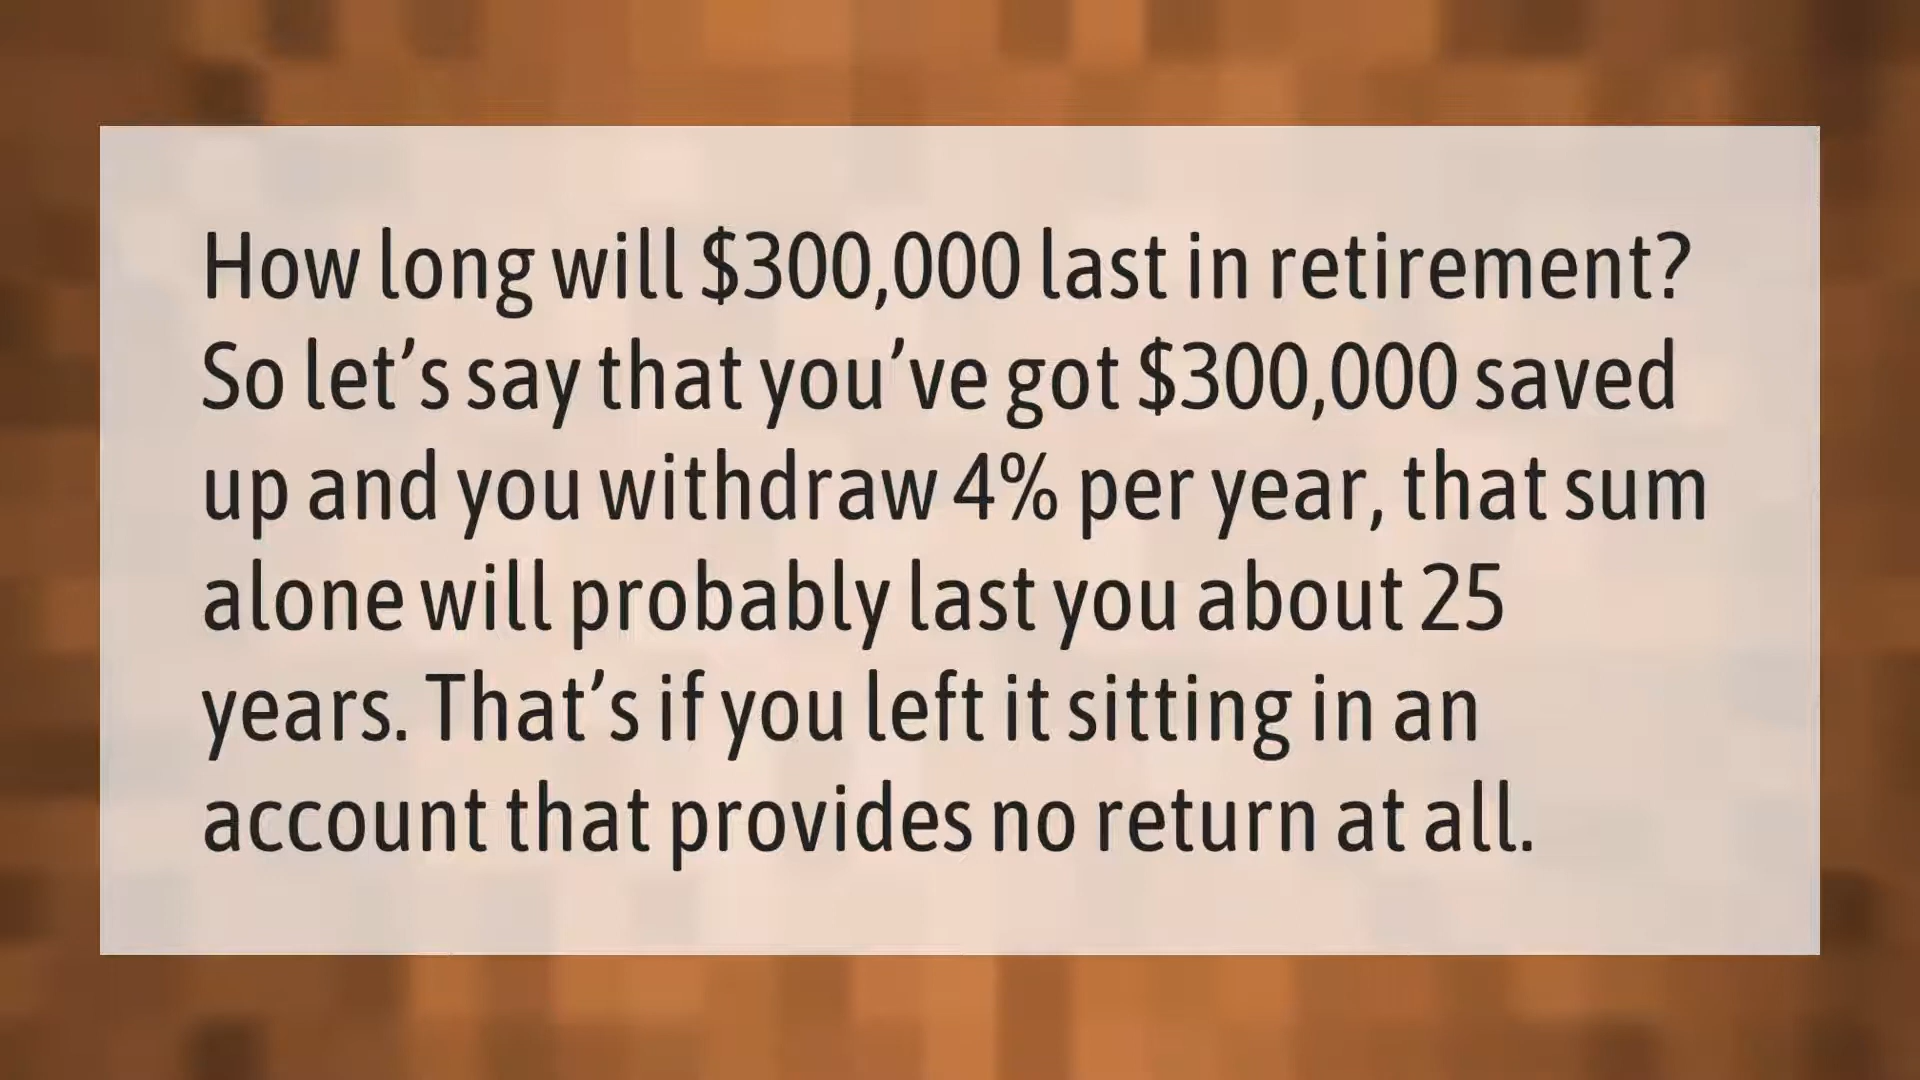 How long will $300,000 last in retirement?
So let’s say that you’ve got $300,000 saved
up and you withdraw 4% per year, that sum
alone will probably last you about 25
years. That’s if you left it sitting in an
account that provides no return at all.